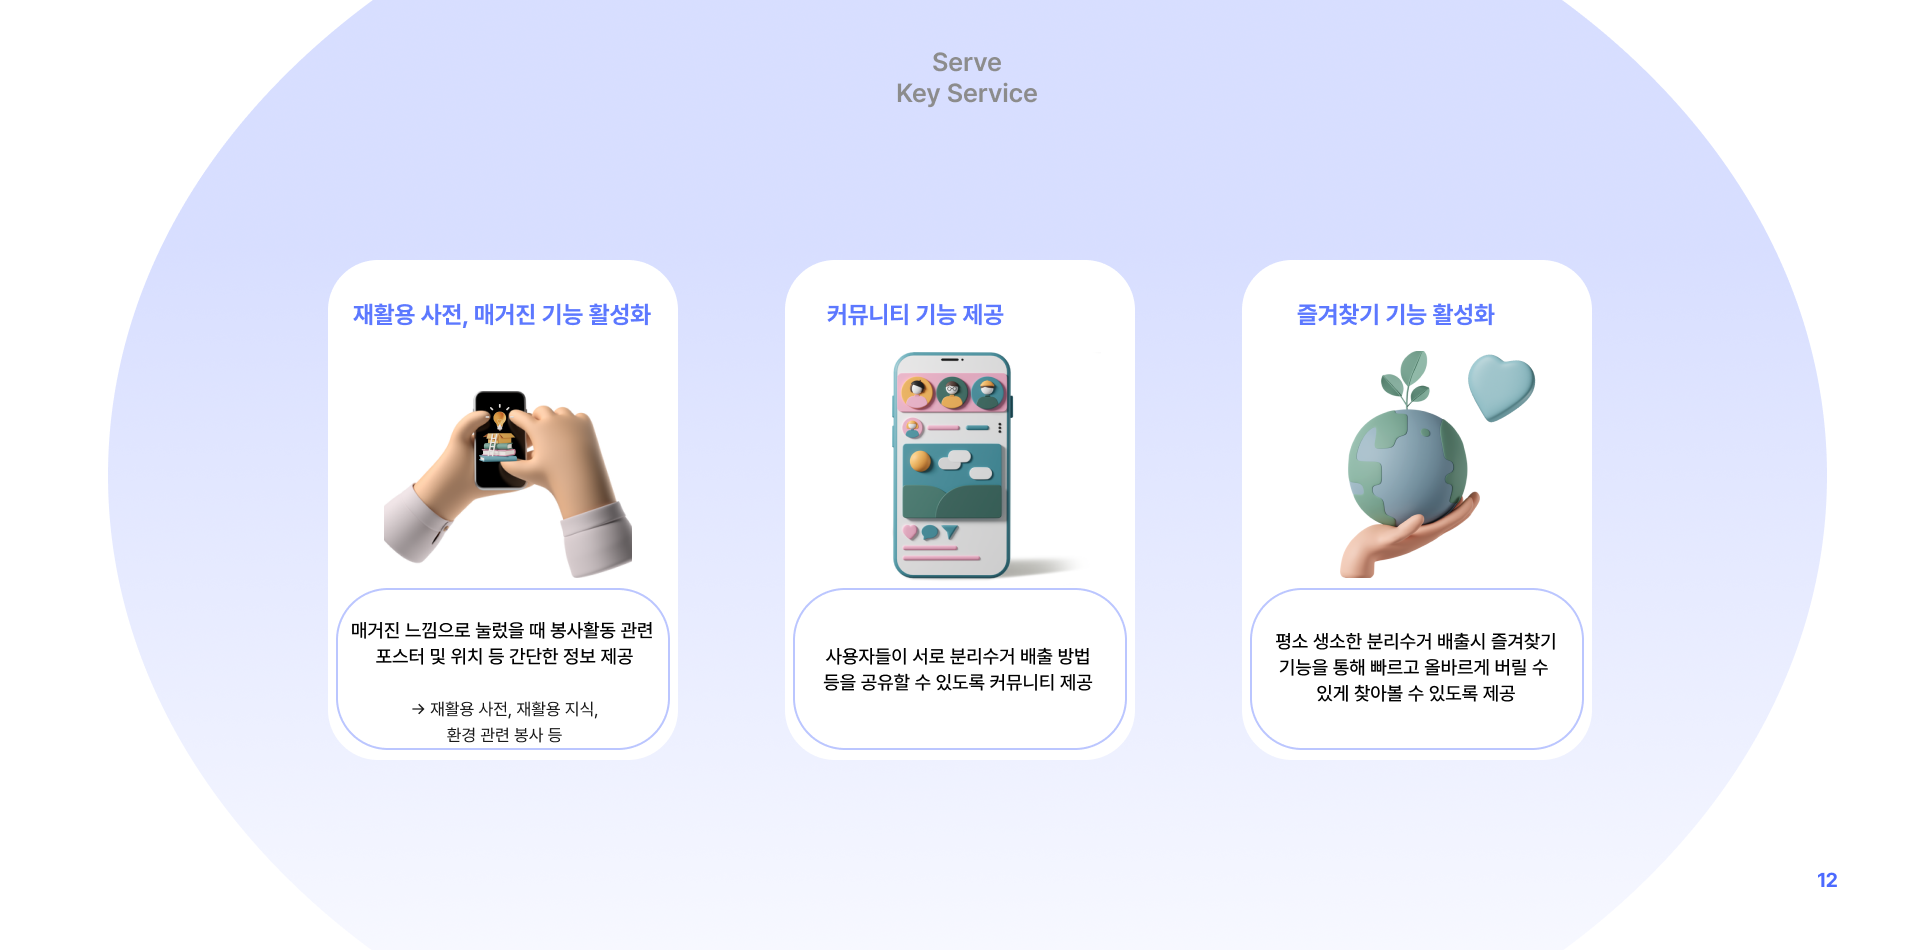 Serve
Key Service
재활용 사전, 매거진 기능 활성화
매거진 느낌으로 눌렀을 때 봉사활동 관련
포스터 및 위치 등 간단한 정보 제공
→ 재활용 사전, 재활용 지식,
환경 관련 봉사 등
커뮤니티 기능 제공
사용자들이 서로 분리수거 배출 방법
등을 공유할 수 있도록 커뮤니티 제공
즐겨찾기 기능 활성화
평소 생소한 분리수거 배출시 즐겨찾기
기능을 통해 빠르고 올바르게 버릴 수
있게 찾아볼 수 있도록 제공
12